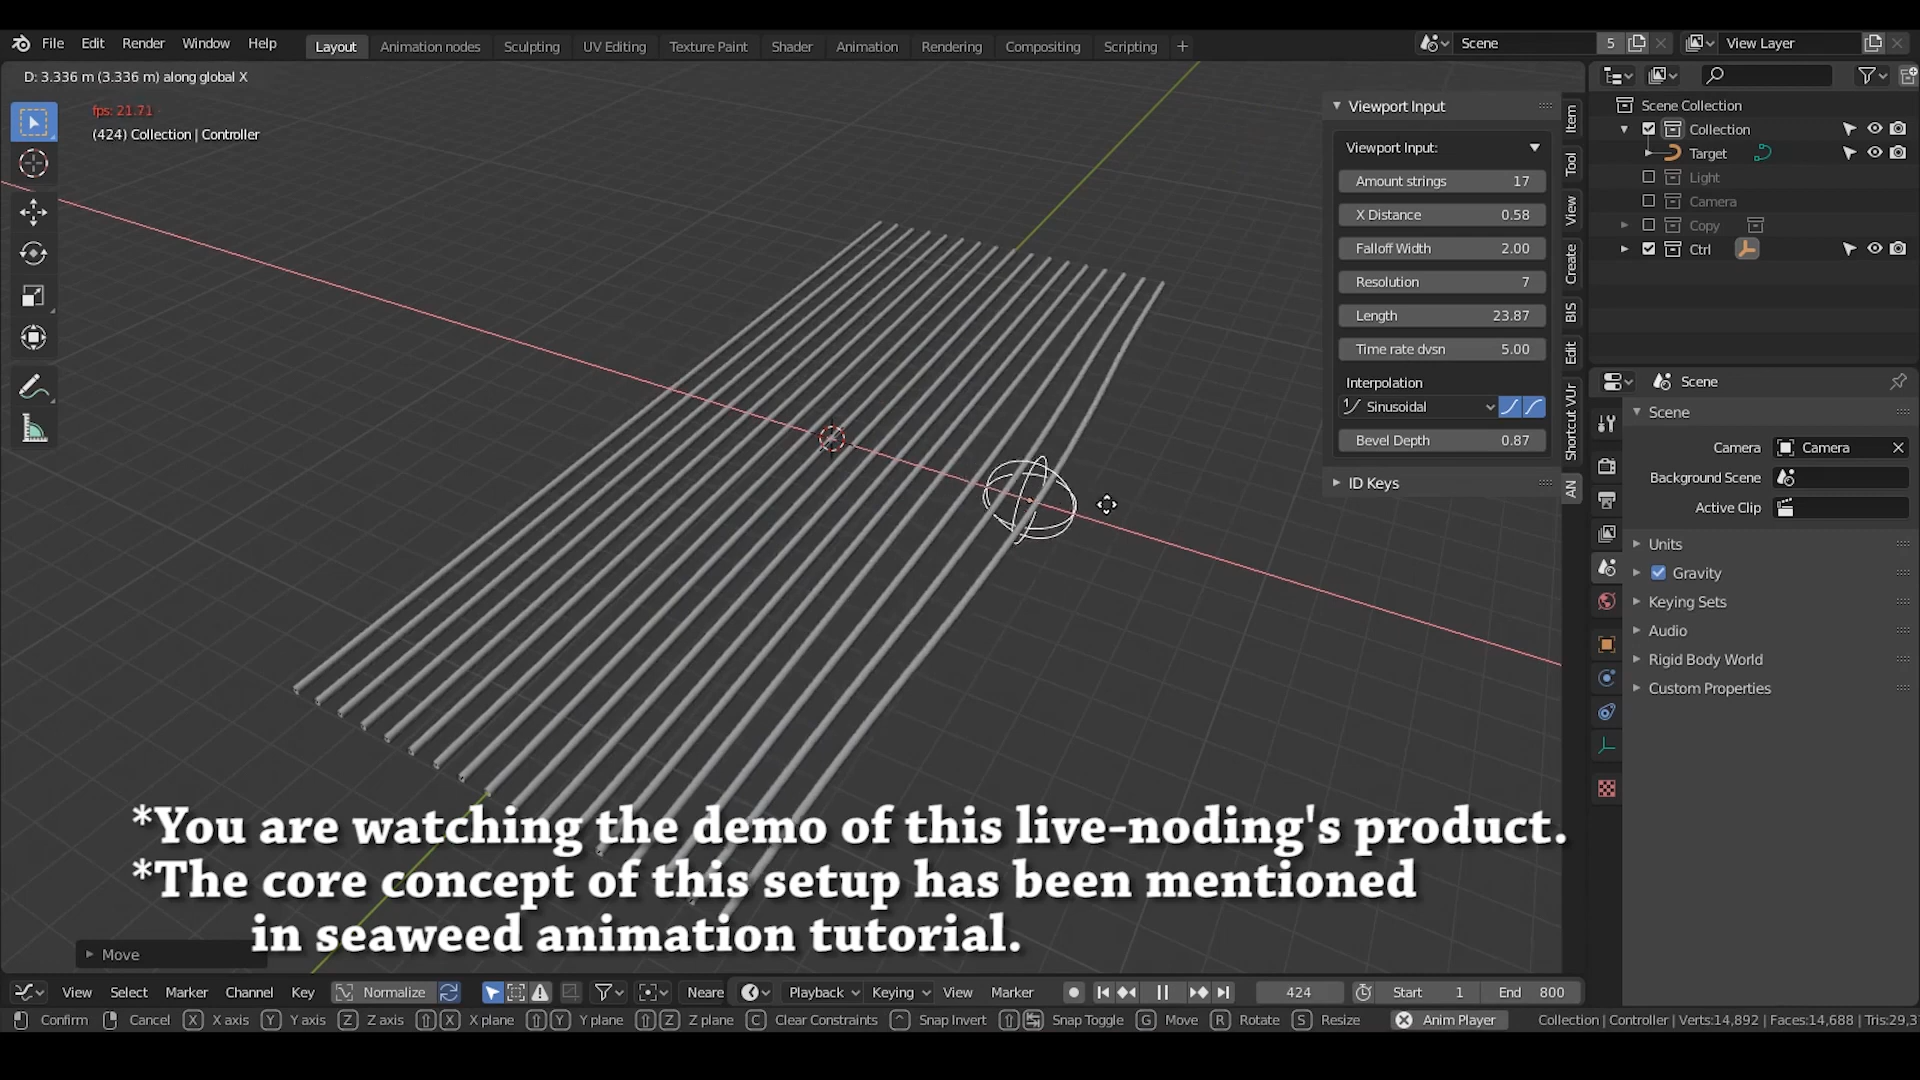 File Edit Render Window Help Layout Animation nodes Sculpting UV Editing Texture Paint Shader Animation Rendering Compositing Scripting + Scene 5 View Layer
D: 3.336 m (3.336 m) along global X
fps: 21.71
(424) Collection | Controller
Viewport Input
Viewport Input:
Amount strings 17
X Distance 0.58
Falloff Width 2.00
Resolution 7
Length 23.87
Time rate dvsn 5.00
Interpolation
Sinusoidal
Bevel Depth 0.87
ID Keys
Item
Tool
View
Create
BIS
Edit
Shortcut VUr
AN
Scene Collection
Collection
Target
Light
Camera
Copy
Ctrl
Scene
Scene
Camera Camera
Background Scene
Active Clip
Units
Gravity
Keying Sets
Audio
Rigid Body World
Custom Properties
*You are watching the demo of this live-noding's product.
*The core concept of this setup has been mentioned
in seaweed animation tutorial.
Move
View Select Marker Channel Key Normalize Neare Playback Keying View Marker 424 Start 1 End 800
Confirm Cancel X X axis Y Y axis Z Z axis X X plane Y Y plane Z Z plane C Clear Constraints Snap Invert Snap Toggle G Move R Rotate S Resize Anim Player Collection | Controller | Verts:14,892 | Faces:14,688 | Tris:29,3